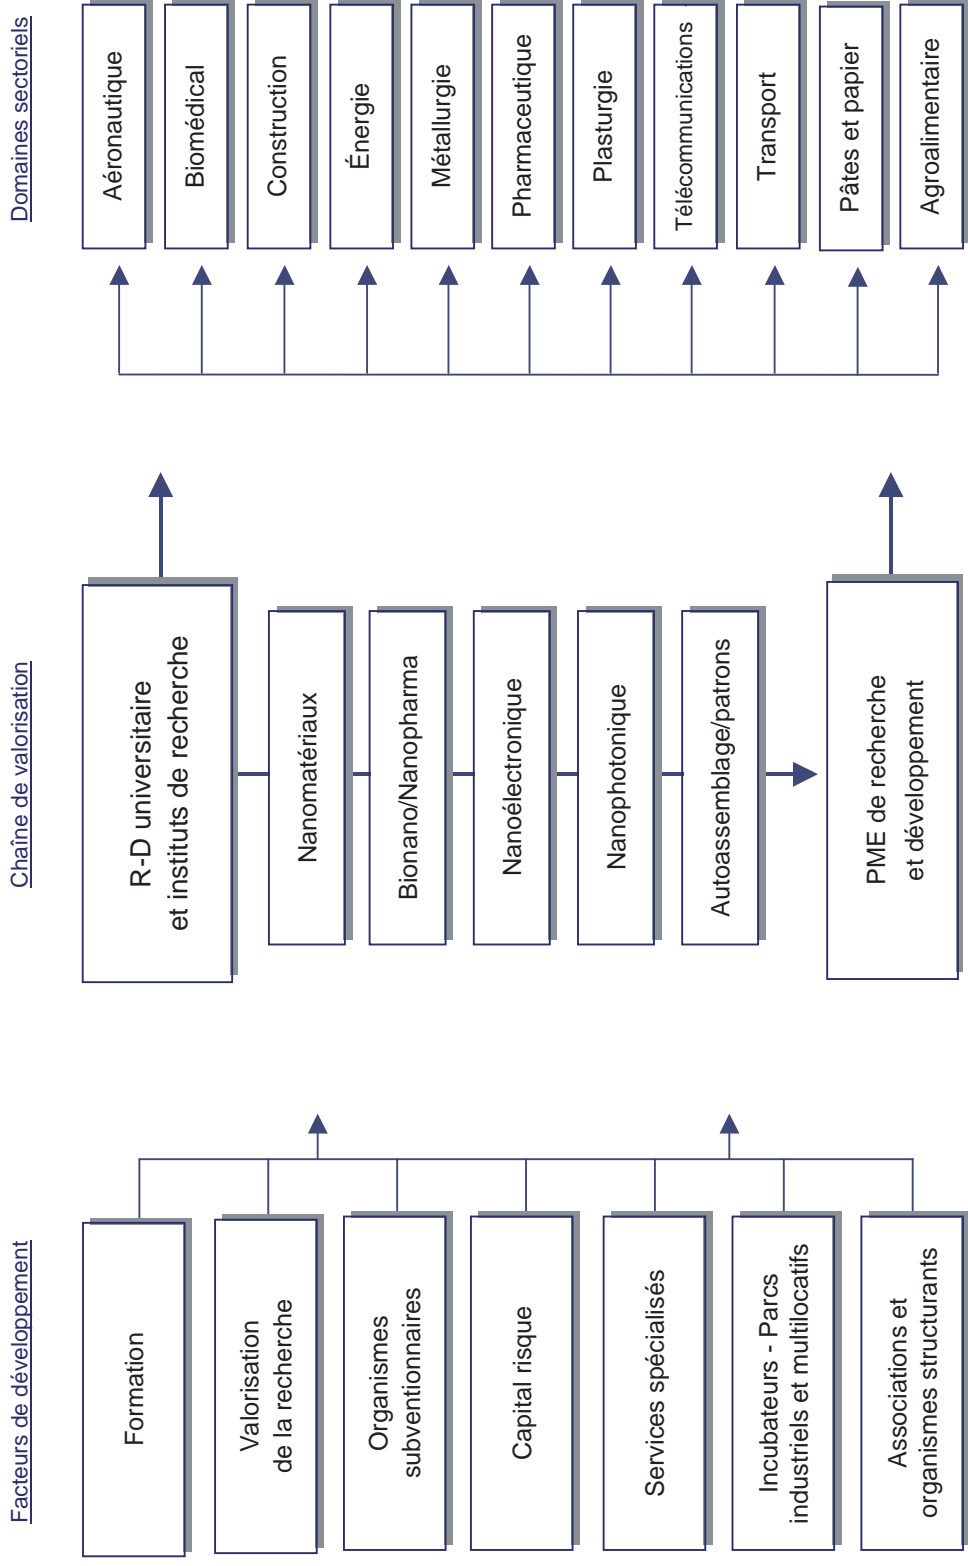 Facteurs de développement
Formation
Valorisation
de la recherche
Organismes
subventionnaires
Capital risque
Services spécialisés
Incubateurs - Parcs
industriels et multilocatifs
Associations et
organismes structurants
Chaîne de valorisation
R-D universitaire
et instituts de recherche
Nanomatériaux
Bionano/Nanopharma
Nanoélectronique
Nanophotonique
Autoassemblage/patrons
PME de recherche
et développement
Domaines sectoriels
Aéronautique
Biomédical
Construction
Énergie
Métallurgie
Pharmaceutique
Plasturgie
Télécommunications
Transport
Pâtes et papier
Agroalimentaire